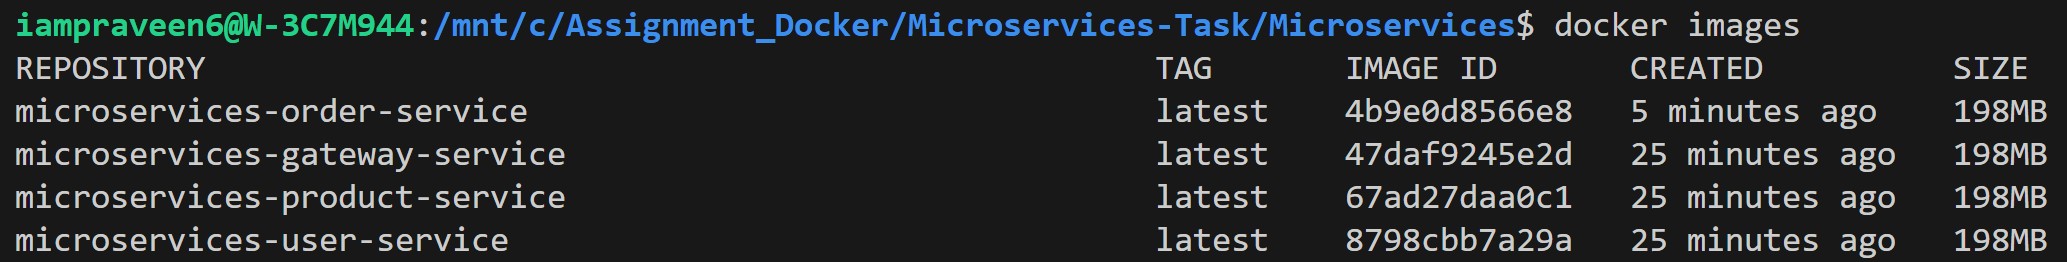 iampraveen6@W-3C7M944:/mnt/c/Assignment_Docker/Microservices-Task/Microservices$ docker images
REPOSITORY TAG IMAGE ID CREATED SIZE
microservices-order-service latest 4b9e0d8566e8 5 minutes ago 198MB
microservices-gateway-service latest 47daf9245e2d 25 minutes ago 198MB
microservices-product-service latest 67ad27daa0c1 25 minutes ago 198MB
microservices-user-service latest 8798cbb7a29a 25 minutes ago 198MB